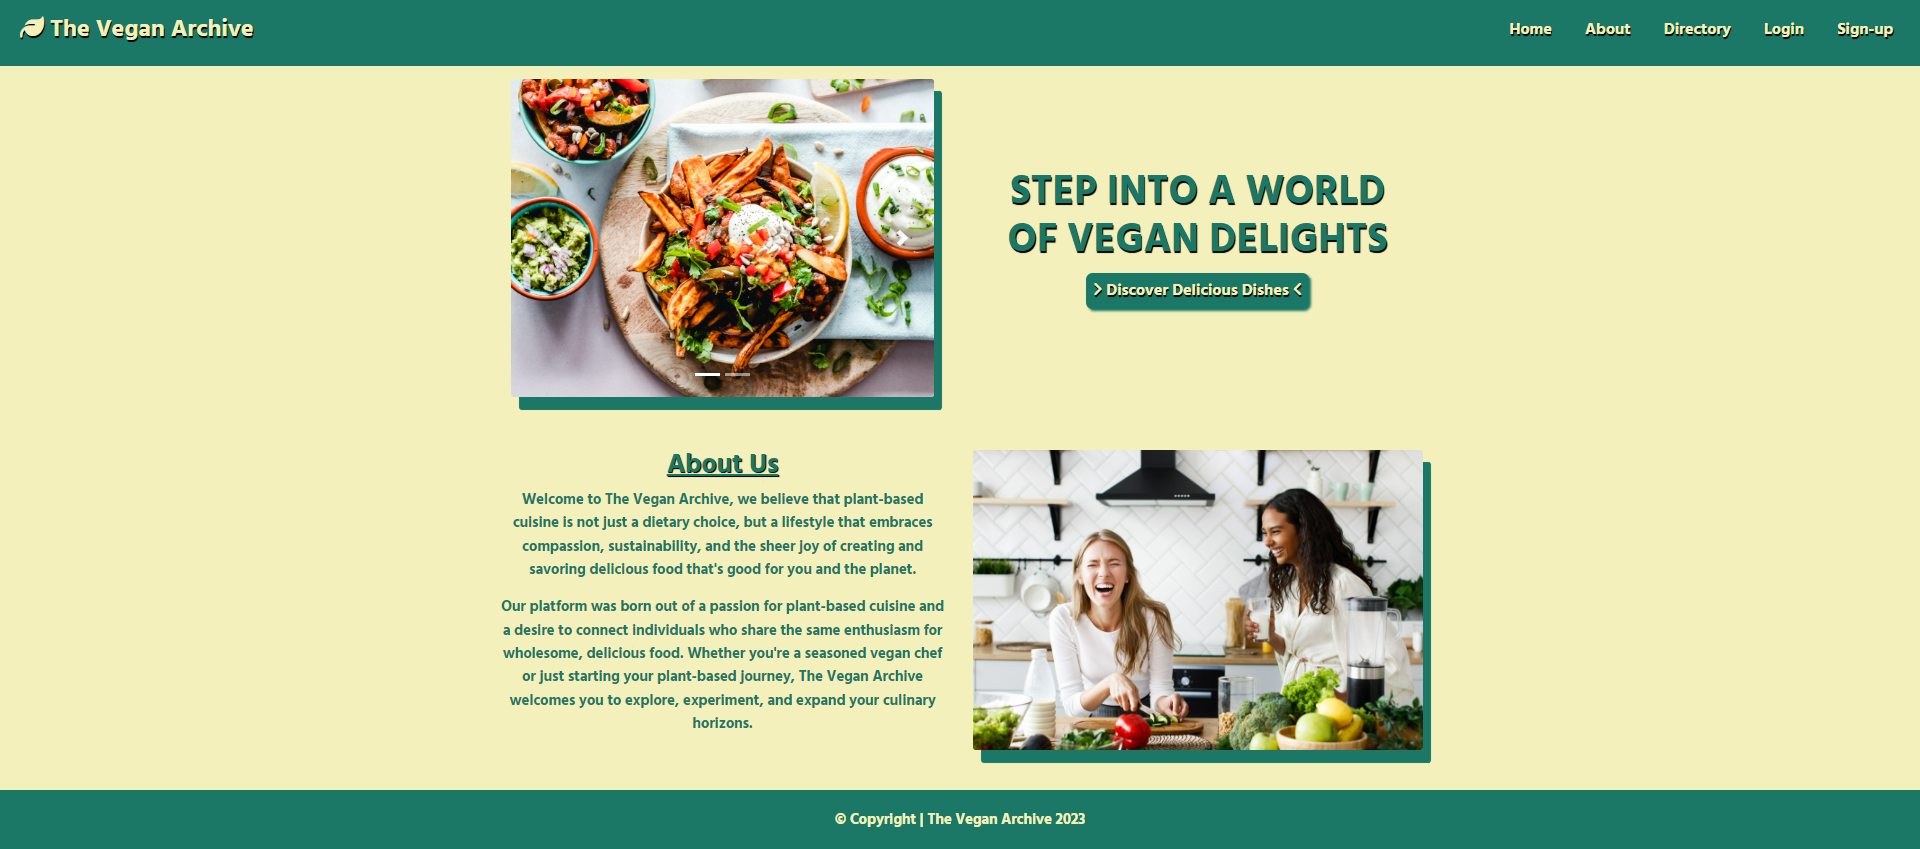 The Vegan Archive
Home About Directory Login Sign-up
STEP INTO A WORLD
OF VEGAN DELIGHTS
Discover Delicious Dishes
About Us
Welcome to The Vegan Archive, we believe that plant-based
cuisine is not just a dietary choice, but a lifestyle that embraces
compassion, sustainability, and the sheer joy of creating and
savoring delicious food that's good for you and the planet.
Our platform was born out of a passion for plant-based cuisine and
a desire to connect individuals who share the same enthusiasm for
wholesome, delicious food. Whether you're a seasoned vegan chef
or just starting your plant-based journey, The Vegan Archive
welcomes you to explore, experiment, and expand your culinary
horizons.
© Copyright | The Vegan Archive 2023